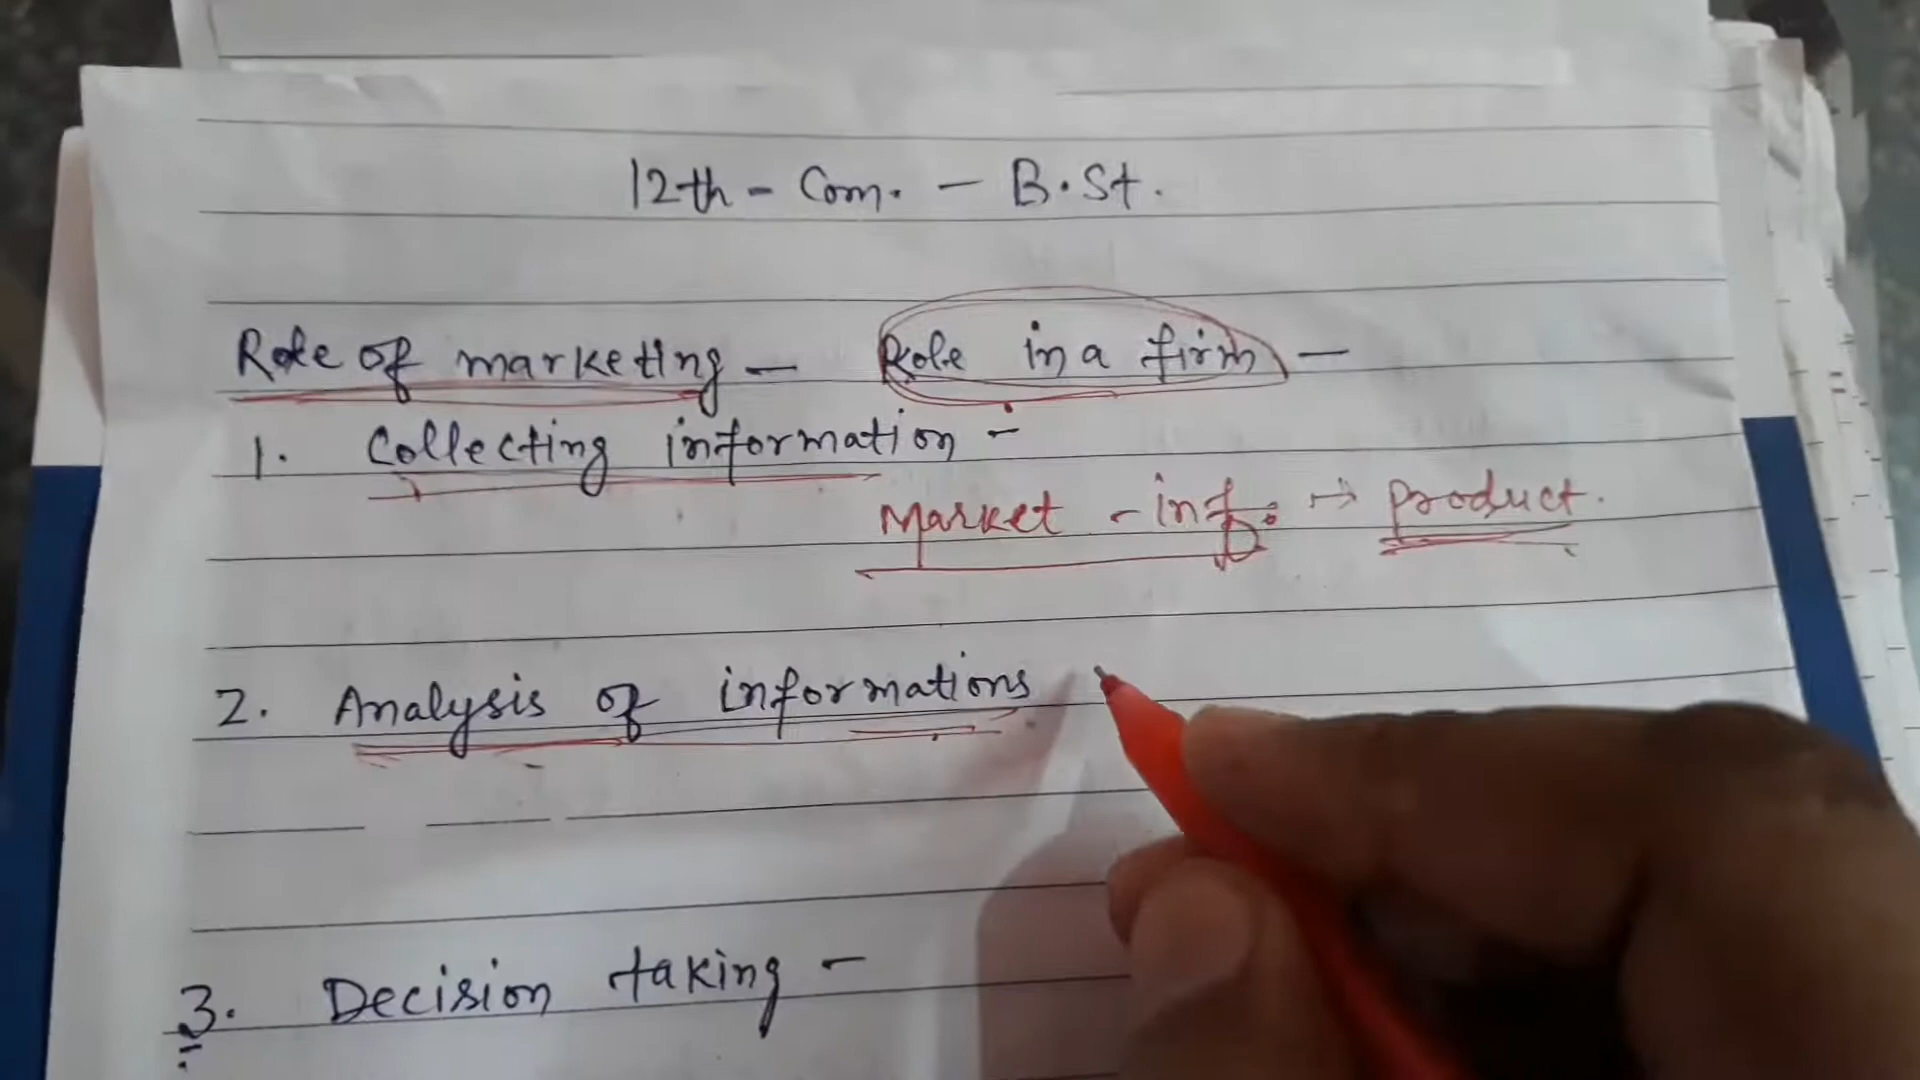 12th - Com. - B.St.
Role of marketing - Role in a firm -
1. Collecting information -
Market - inf. → product.
2. Analysis of informations
3. Decision taking -